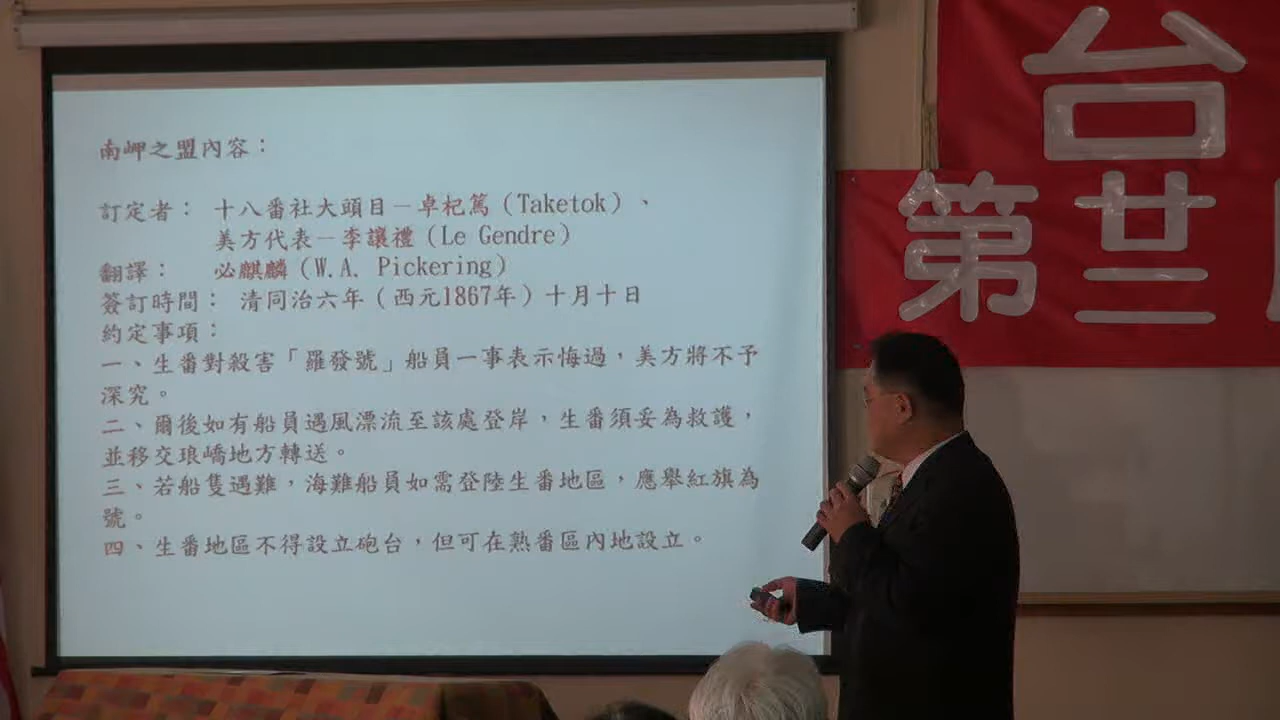 南岬之盟內容：
訂定者： 十八番社大頭目－卓杞篤（Taketok）、
美方代表－李讓禮（Le Gendre）
翻譯： 必麒麟（W.A. Pickering）
簽訂時間： 清同治六年（西元1867年）十月十日
約定事項：
一、生番對殺害「羅發號」船員一事表示悔過，美方將不予
深究。
二、爾後如有船員遇風漂流至該處登岸，生番須妥為救護，
並移交琅嶠地方轉送。
三、若船隻遇難，海難船員如需登陸生番地區，應舉紅旗為
號。
四、生番地區不得設立砲台，但可在熟番區內地設立。
台
第廿二